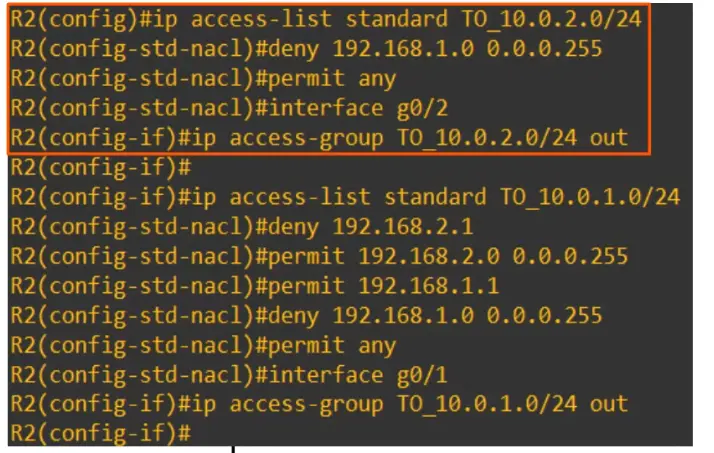 R2(config)#ip access-list standard TO_10.0.2.0/24
R2(config-std-nacl)#deny 192.168.1.0 0.0.0.255
R2(config-std-nacl)#permit any
R2(config-std-nacl)#interface g0/2
R2(config-if)#ip access-group TO_10.0.2.0/24 out
R2(config-if)#
R2(config-if)#ip access-list standard TO_10.0.1.0/24
R2(config-std-nacl)#deny 192.168.2.1
R2(config-std-nacl)#permit 192.168.2.0 0.0.0.255
R2(config-std-nacl)#permit 192.168.1.1
R2(config-std-nacl)#deny 192.168.1.0 0.0.0.255
R2(config-std-nacl)#permit any
R2(config-std-nacl)#interface g0/1
R2(config-if)#ip access-group TO_10.0.1.0/24 out
R2(config-if)#